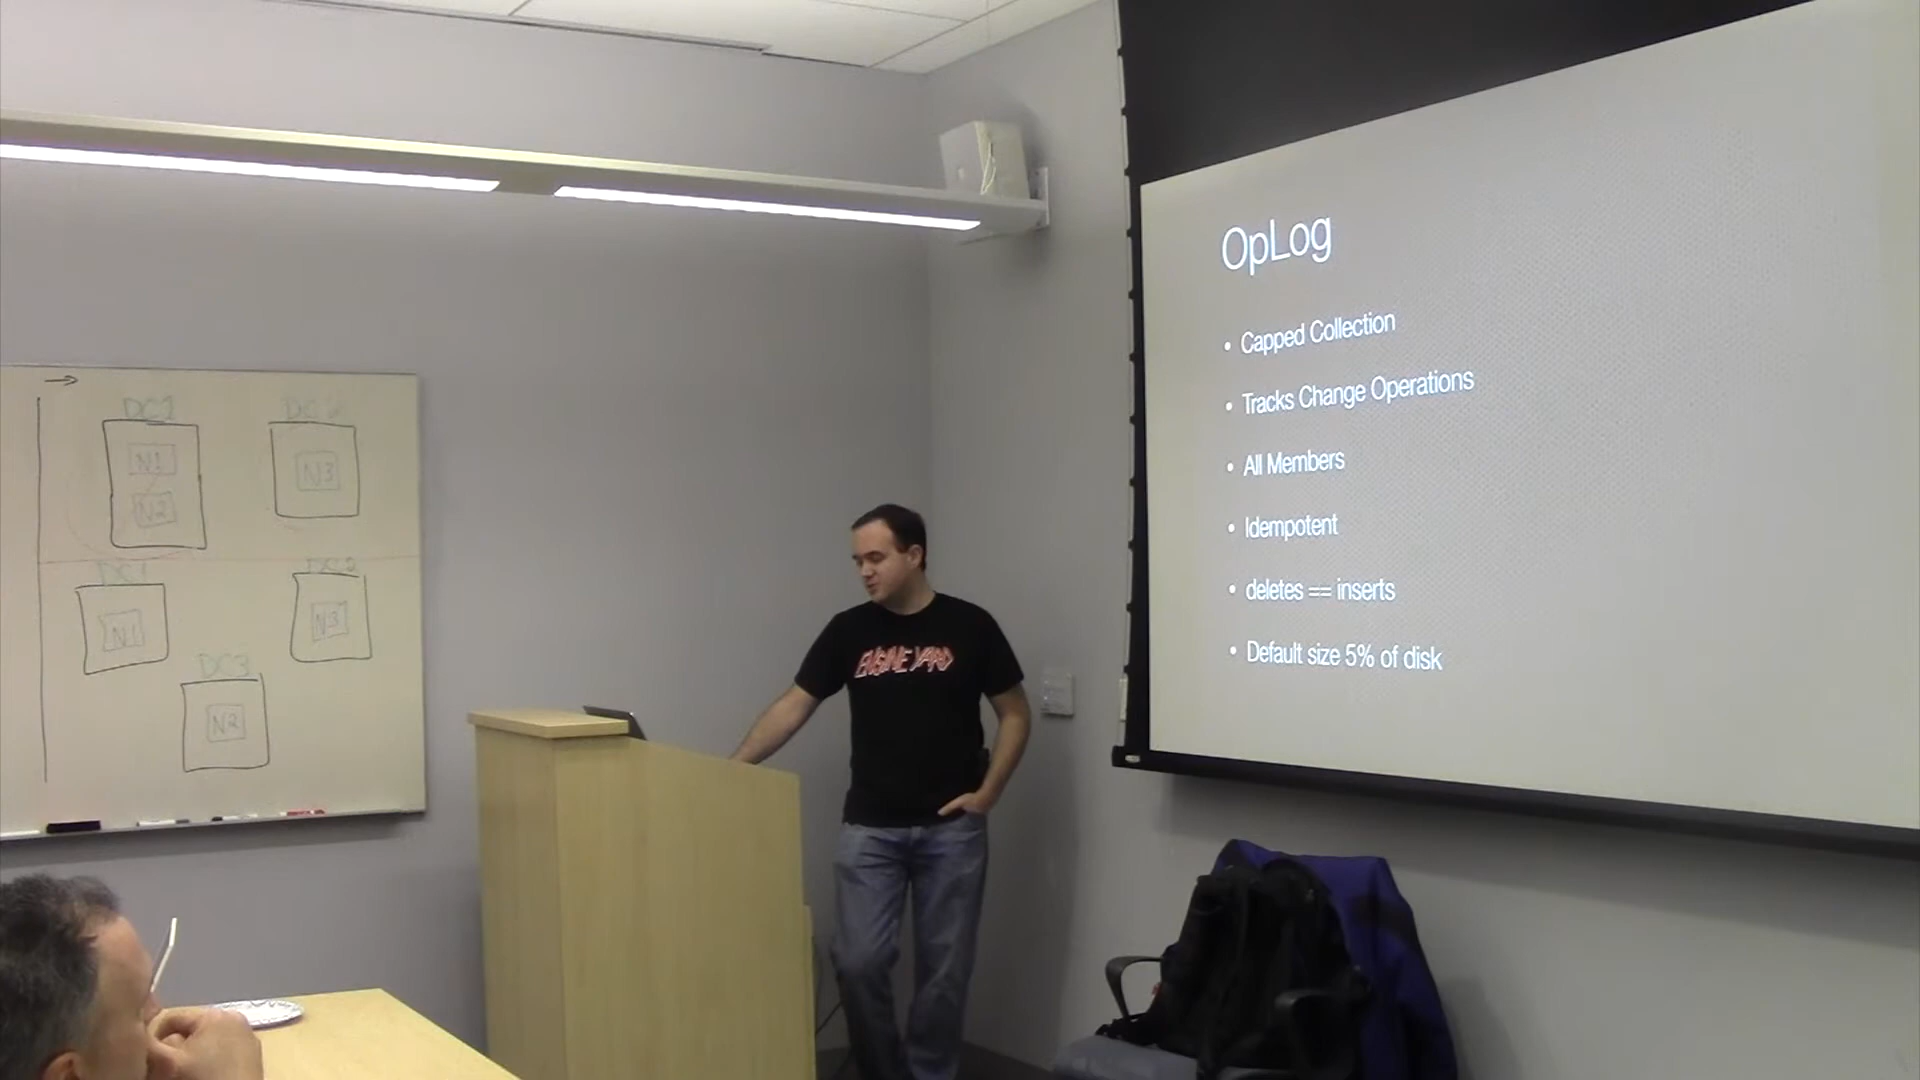 OpLog
• Capped Collection
• Tracks Change Operations
• All Members
• Idempotent
• deletes == inserts
• Default size 5% of disk
ENGINE YARD
→
N1
N3
N2
DC1
DC2
N1
N3
DC3
N2